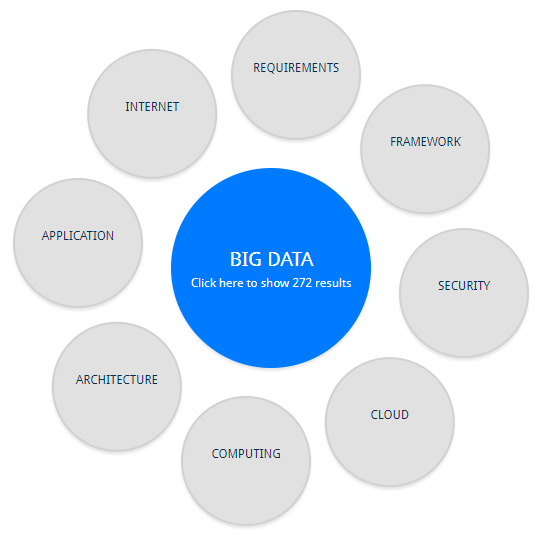 REQUIREMENTS
INTERNET
FRAMEWORK
APPLICATION
BIG DATA
Click here to show 272 results
SECURITY
ARCHITECTURE
CLOUD
COMPUTING